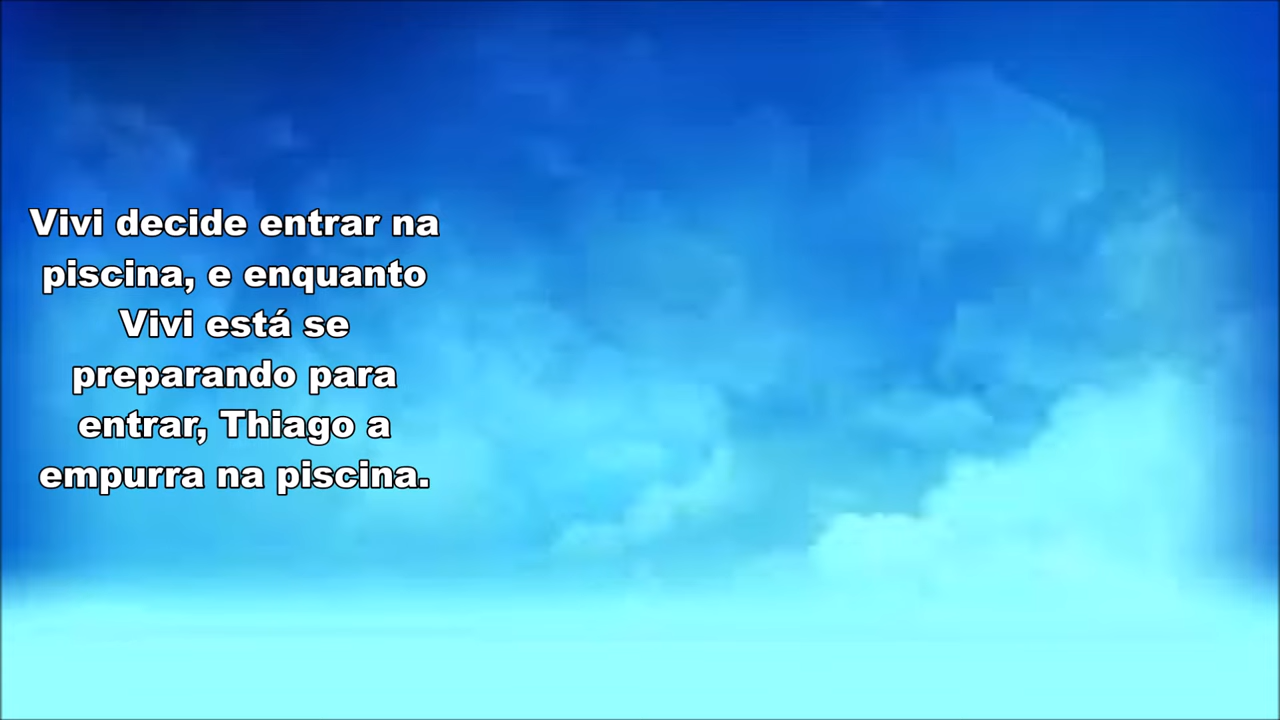 Vivi decide entrar na
piscina, e enquanto
Vivi está se
preparando para
entrar, Thiago a
empurra na piscina.